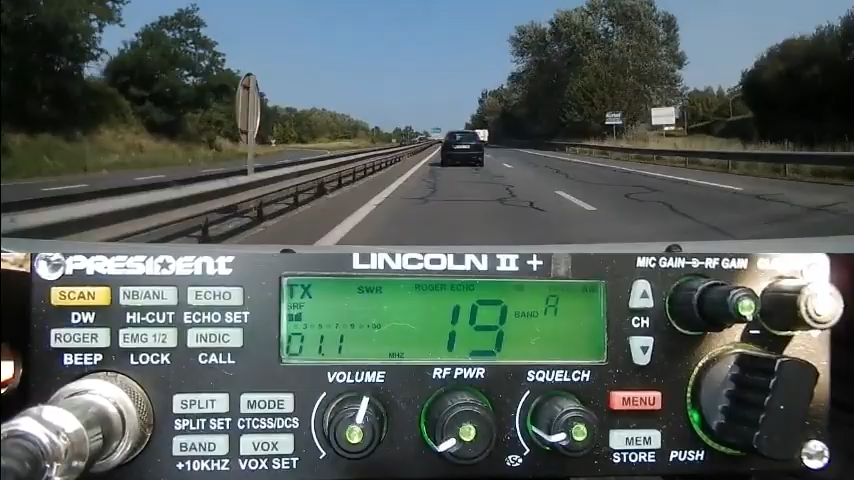 PRESIDENT
LINCOLN II +
MIC GAIN RF GAIN
SCAN NB/ANL ECHO
DW HI-CUT ECHO SET
ROGER EMG 1/2 INDIC
BEEP LOCK CALL
TX SWR ROGER ECHO
19 BAND A
01.1 MHZ
CH
VOLUME RF PWR SQUELCH
SPLIT MODE
SPLIT SET CTCSS/DCS
BAND VOX
+10KHZ VOX SET
ASC
MENU
MEM
STORE PUSH